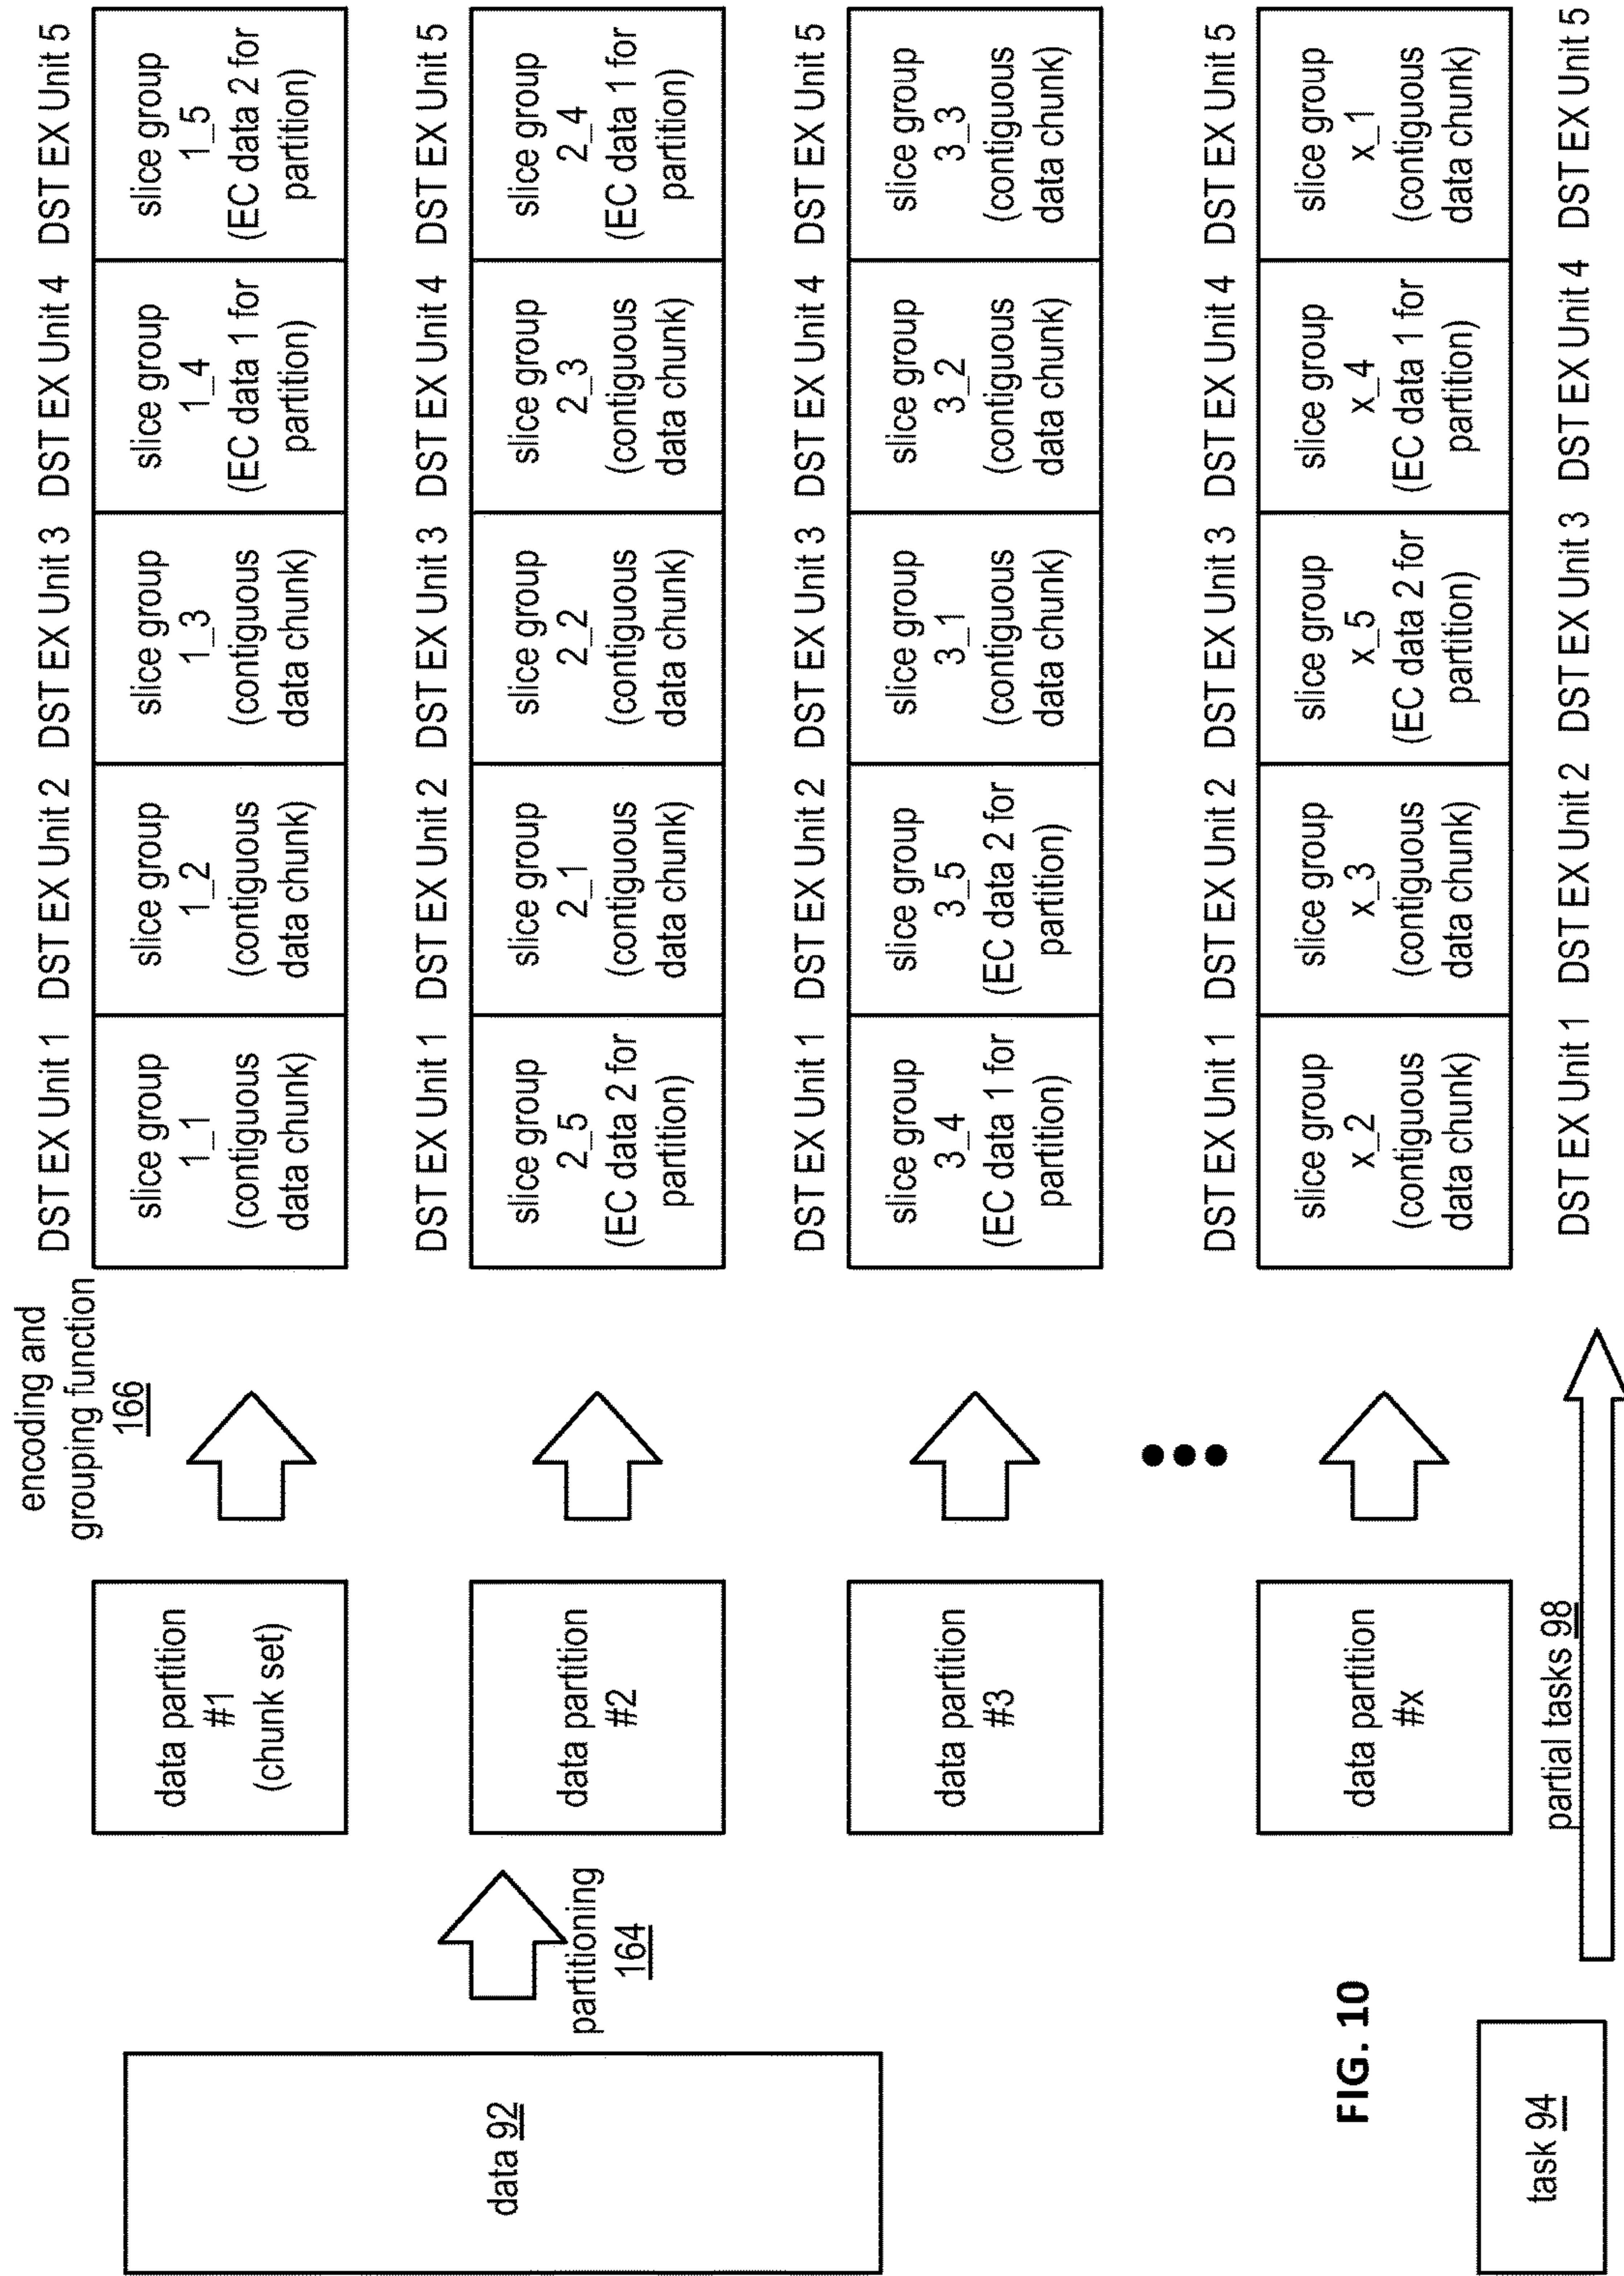 encoding and
grouping function
166
DST EX Unit 1 DST EX Unit 2 DST EX Unit 3 DST EX Unit 4 DST EX Unit 5
data partition
#1
(chunk set)
slice group
1_1
(contiguous
data chunk)
slice group
1_2
(contiguous
data chunk)
slice group
1_3
(contiguous
data chunk)
slice group
1_4
(EC data 1 for
partition)
slice group
1_5
(EC data 2 for
partition)
data 92
partitioning
164
DST EX Unit 1 DST EX Unit 2 DST EX Unit 3 DST EX Unit 4 DST EX Unit 5
data partition
#2
slice group
2_5
(EC data 2 for
partition)
slice group
2_1
(contiguous
data chunk)
slice group
2_2
(contiguous
data chunk)
slice group
2_3
(contiguous
data chunk)
slice group
2_4
(EC data 1 for
partition)
DST EX Unit 1 DST EX Unit 2 DST EX Unit 3 DST EX Unit 4 DST EX Unit 5
data partition
#3
slice group
3_4
(EC data 1 for
partition)
slice group
3_5
(EC data 2 for
partition)
slice group
3_1
(contiguous
data chunk)
slice group
3_2
(contiguous
data chunk)
slice group
3_3
(contiguous
data chunk)
DST EX Unit 1 DST EX Unit 2 DST EX Unit 3 DST EX Unit 4 DST EX Unit 5
data partition
#x
slice group
x_2
(contiguous
data chunk)
slice group
x_3
(contiguous
data chunk)
slice group
x_5
(EC data 2 for
partition)
slice group
x_4
(EC data 1 for
partition)
slice group
x_1
(contiguous
data chunk)
FIG. 10
task 94
partial tasks 98
DST EX Unit 1 DST EX Unit 2 DST EX Unit 3 DST EX Unit 4 DST EX Unit 5